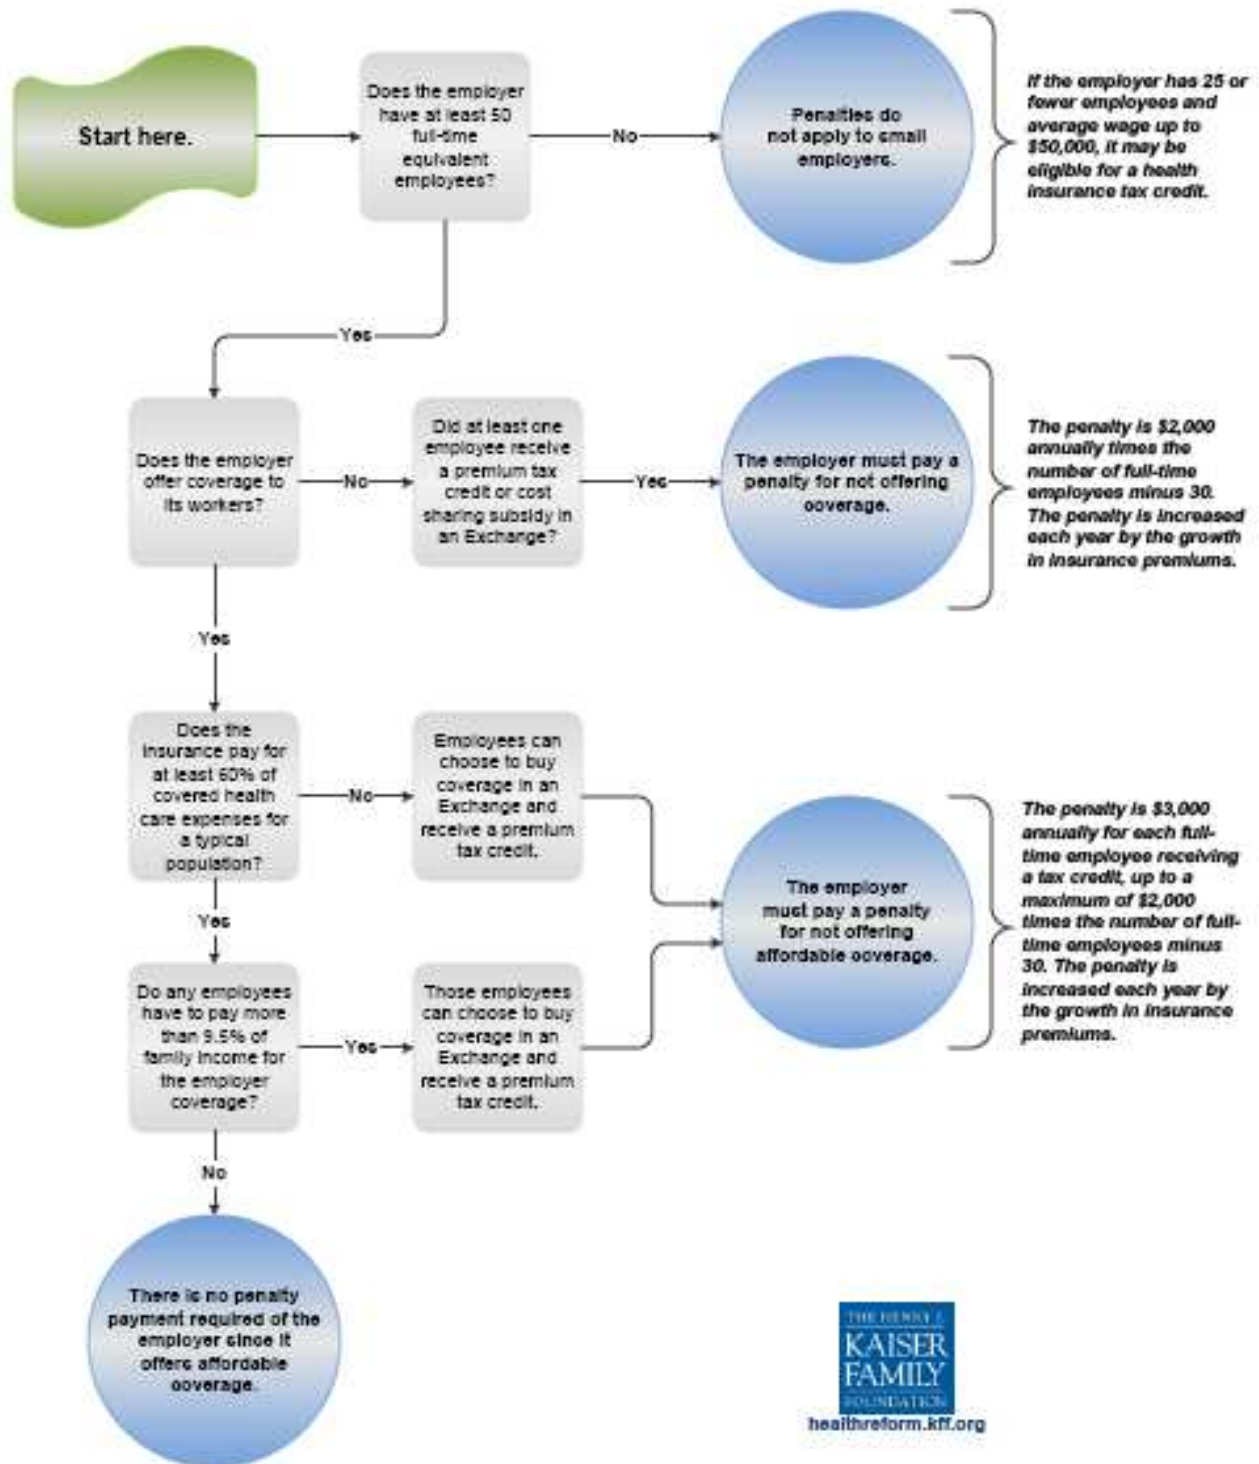 Start here.
Does the employer
have at least 50
full-time
equivalent
employees?
No
Penalties do
not apply to small
employers.
If the employer has 25 or
fewer employees and
average wage up to
$50,000, it may be
eligible for a health
insurance tax credit.
Yes
Does the employer
offer coverage to
its workers?
No
Did at least one
employee receive
a premium tax
credit or cost
sharing subsidy in
an Exchange?
Yes
The employer must pay a
penalty for not offering
coverage.
The penalty is $2,000
annually times the
number of full-time
employees minus 30.
The penalty is increased
each year by the growth
in insurance premiums.
Yes
Does the
insurance pay for
at least 60% of
covered health
care expenses for
a typical
population?
No
Employees can
choose to buy
coverage in an
Exchange and
receive a premium
tax credit.
The employer
must pay a penalty
for not offering
affordable coverage.
The penalty is $3,000
annually for each full-
time employee receiving
a tax credit, up to a
maximum of $2,000
times the number of full-
time employees minus
30. The penalty is
increased each year by
the growth in insurance
premiums.
Yes
Do any employees
have to pay more
than 9.5% of
family income for
the employer
coverage?
Yes
Those employees
can choose to buy
coverage in an
Exchange and
receive a premium
tax credit.
No
There is no penalty
payment required of the
employer since it
offers affordable
coverage.
THE HENRY J.
KAISER
FAMILY
FOUNDATION
healthreform.kff.org